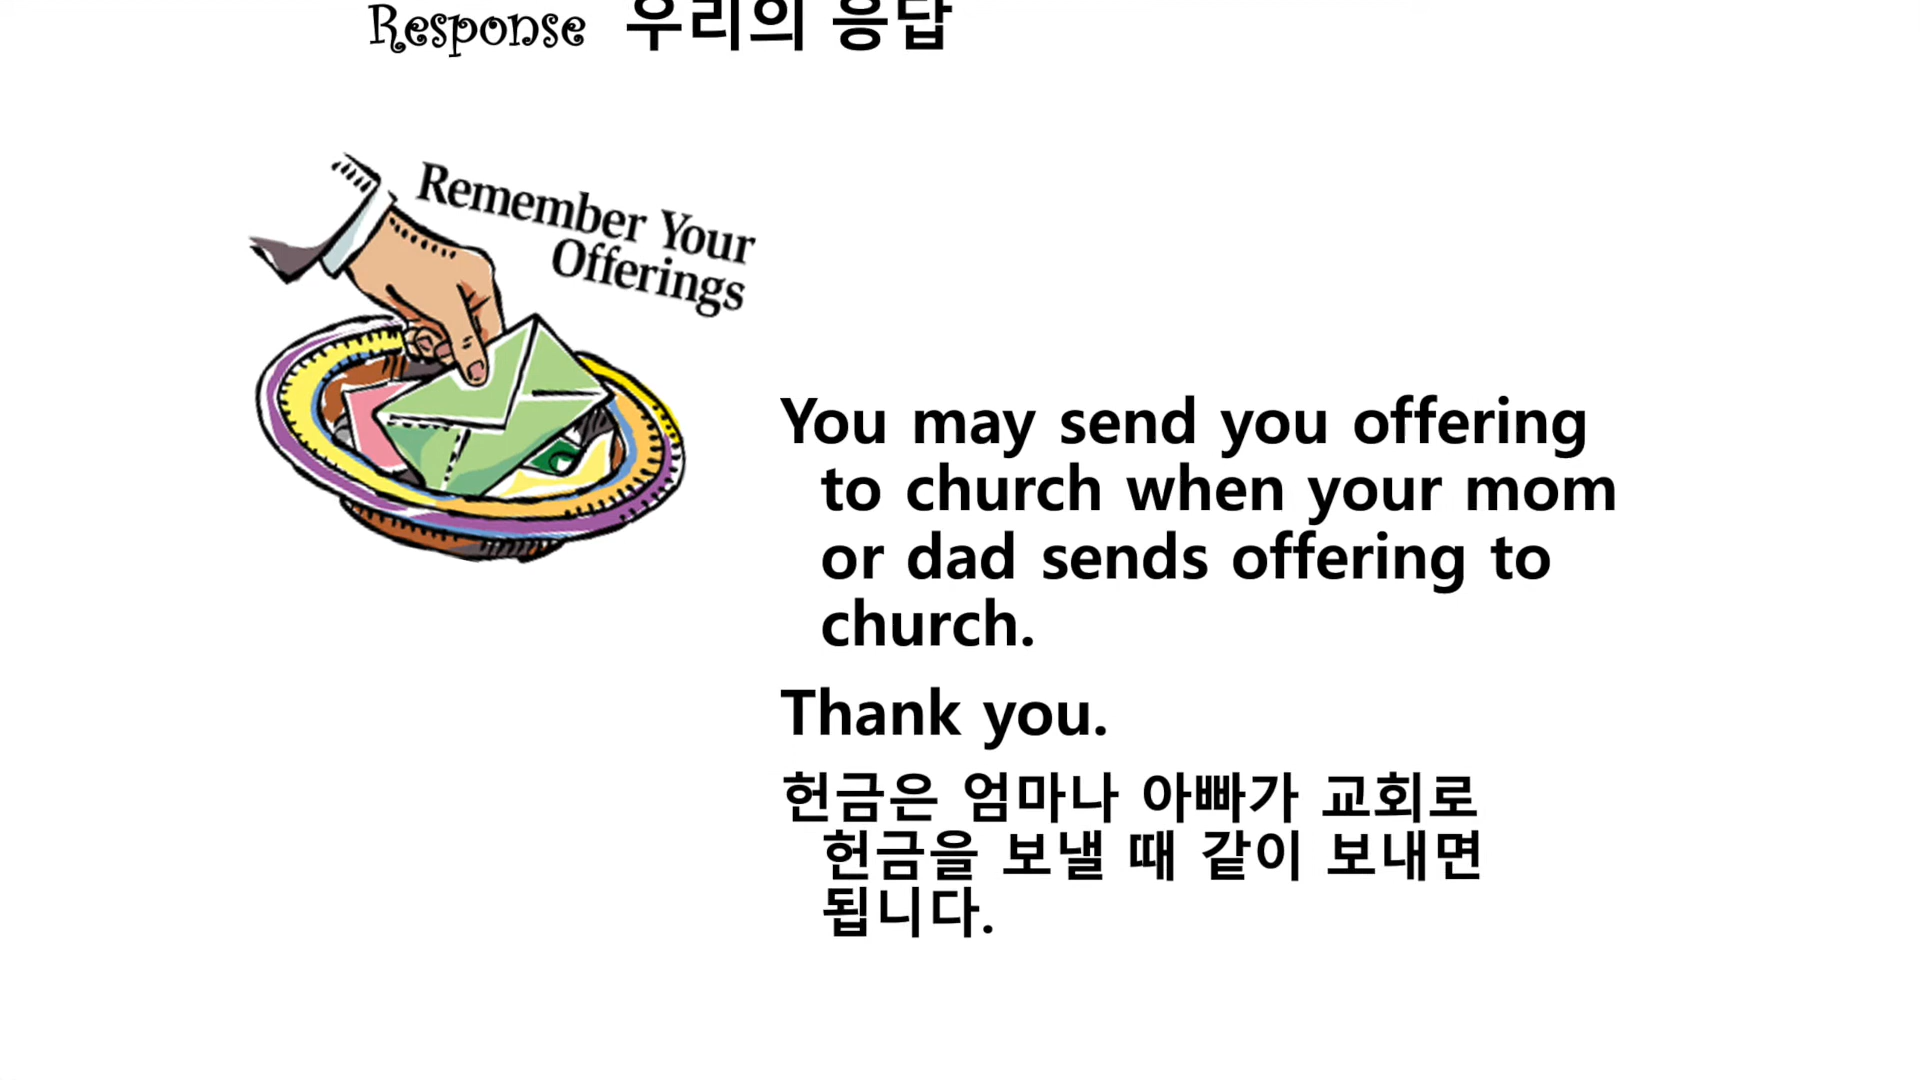 Response 우리의 응답
Remember Your
Offerings
You may send you offering
to church when your mom
or dad sends offering to
church.
Thank you.
헌금은 엄마나 아빠가 교회로
헌금을 보낼 때 같이 보내면
됩니다.